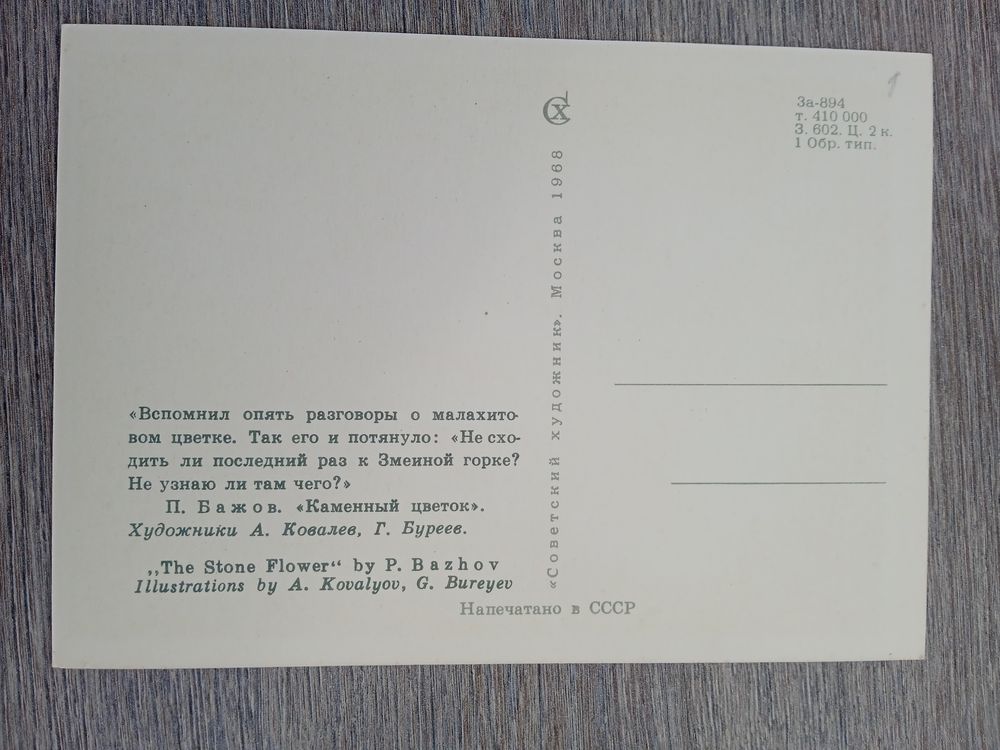 «Вспомнил опять разговоры о малахито-
вом цветке. Так его и потянуло: «Не схо-
дить ли последний раз к Змеиной горке?
Не узнаю ли там чего?»
П. Бажов. «Каменный цветок».
Художники А. Ковалев, Г. Буреев.
„The Stone Flower“ by P. Bazhov
Illustrations by A. Kovalyov, G. Bureyev
Напечатано в СССР
«Советский художник». Москва 1968
СХ
За-894
т. 410 000
З. 602. Ц. 2 к.
1 Обр. тип.
1